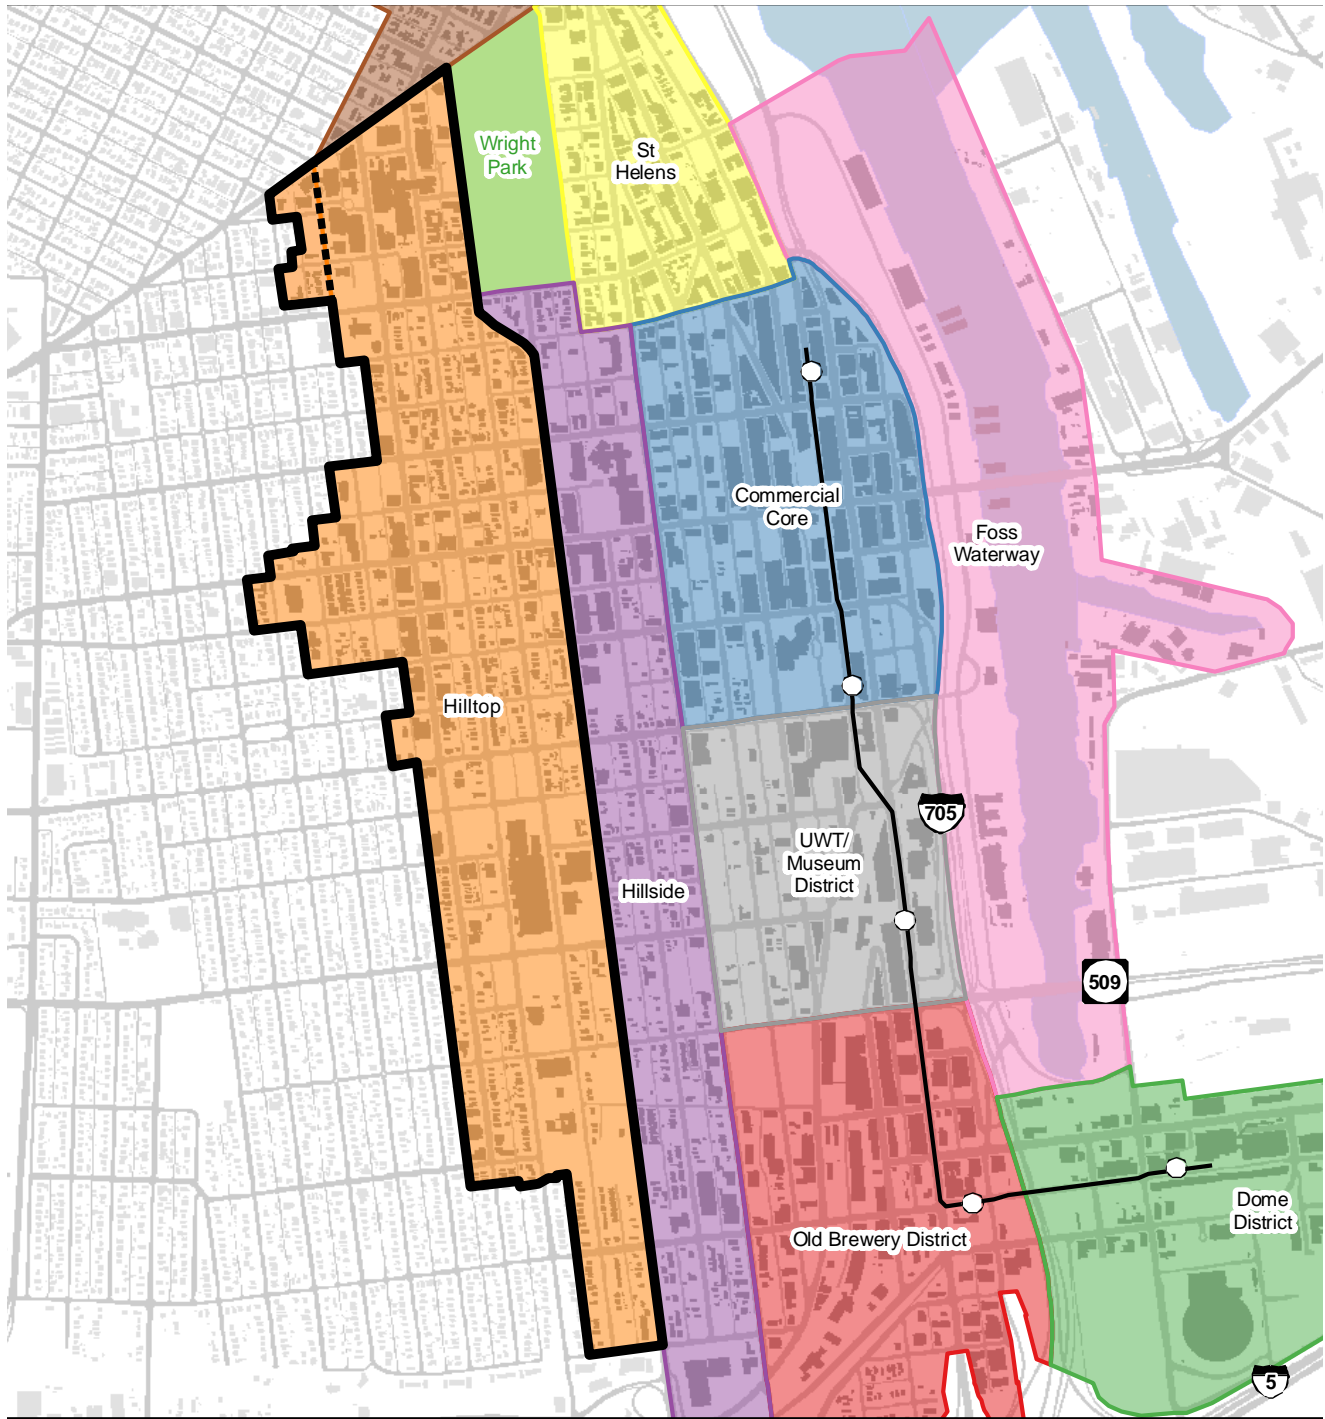 Wright
Park
St
Helens
Commercial
Core
Foss
Waterway
Hilltop
705
UWT/
Museum
District
Hillside
509
Dome
District
Old Brewery District
5